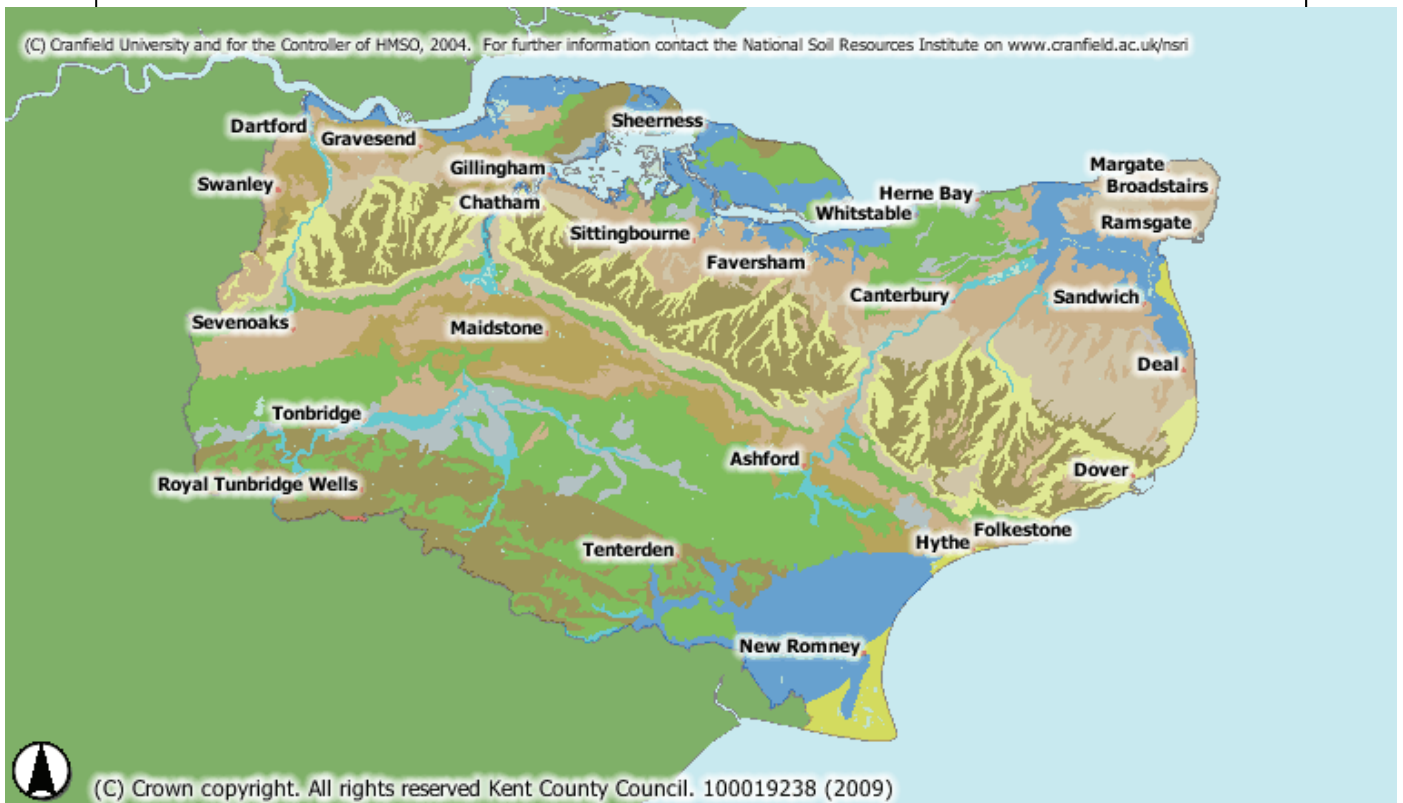 (C) Cranfield University and for the Controller of HMSO, 2004. For further information contact the National Soil Resources Institute on www.cranfield.ac.uk/nsri
Sheerness
Dartford
Gravesend
Gillingham
Margate
Swanley
Broadstairs
Herne Bay
Chatham
Whitstable
Ramsgate
Sittingbourne
Faversham
Canterbury
Sandwich
Sevenoaks
Maidstone
Deal
Tonbridge
Ashford
Dover
Royal Tunbridge Wells
Folkestone
Hythe
Tenterden
New Romney
(C) Crown copyright. All rights reserved Kent County Council. 100019238 (2009)